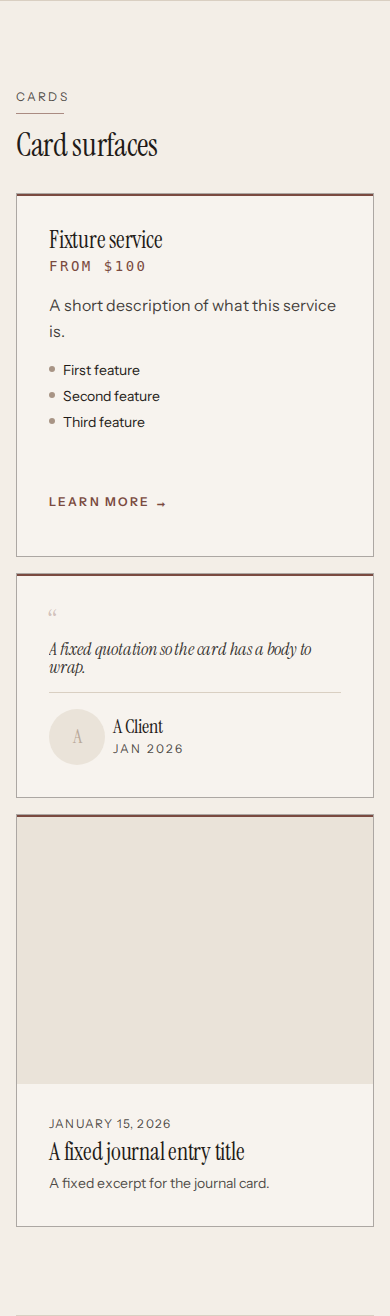 CARDS
Card surfaces
Fixture service
FROM $100
A short description of what this service
is.
First feature
Second feature
Third feature
LEARN MORE →
“
A fixed quotation so the card has a body to
wrap.
A
A Client
JAN 2026
JANUARY 15, 2026
A fixed journal entry title
A fixed excerpt for the journal card.